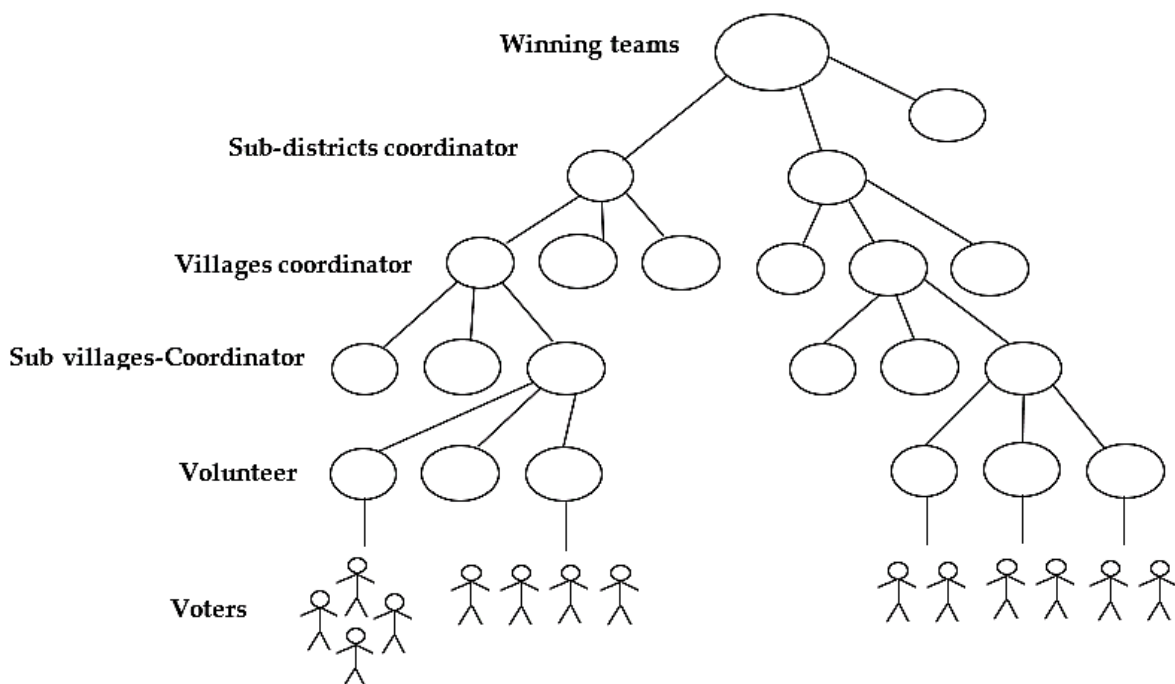 Winning teams
Sub-districts coordinator
Villages coordinator
Sub villages-Coordinator
Volunteer
Voters